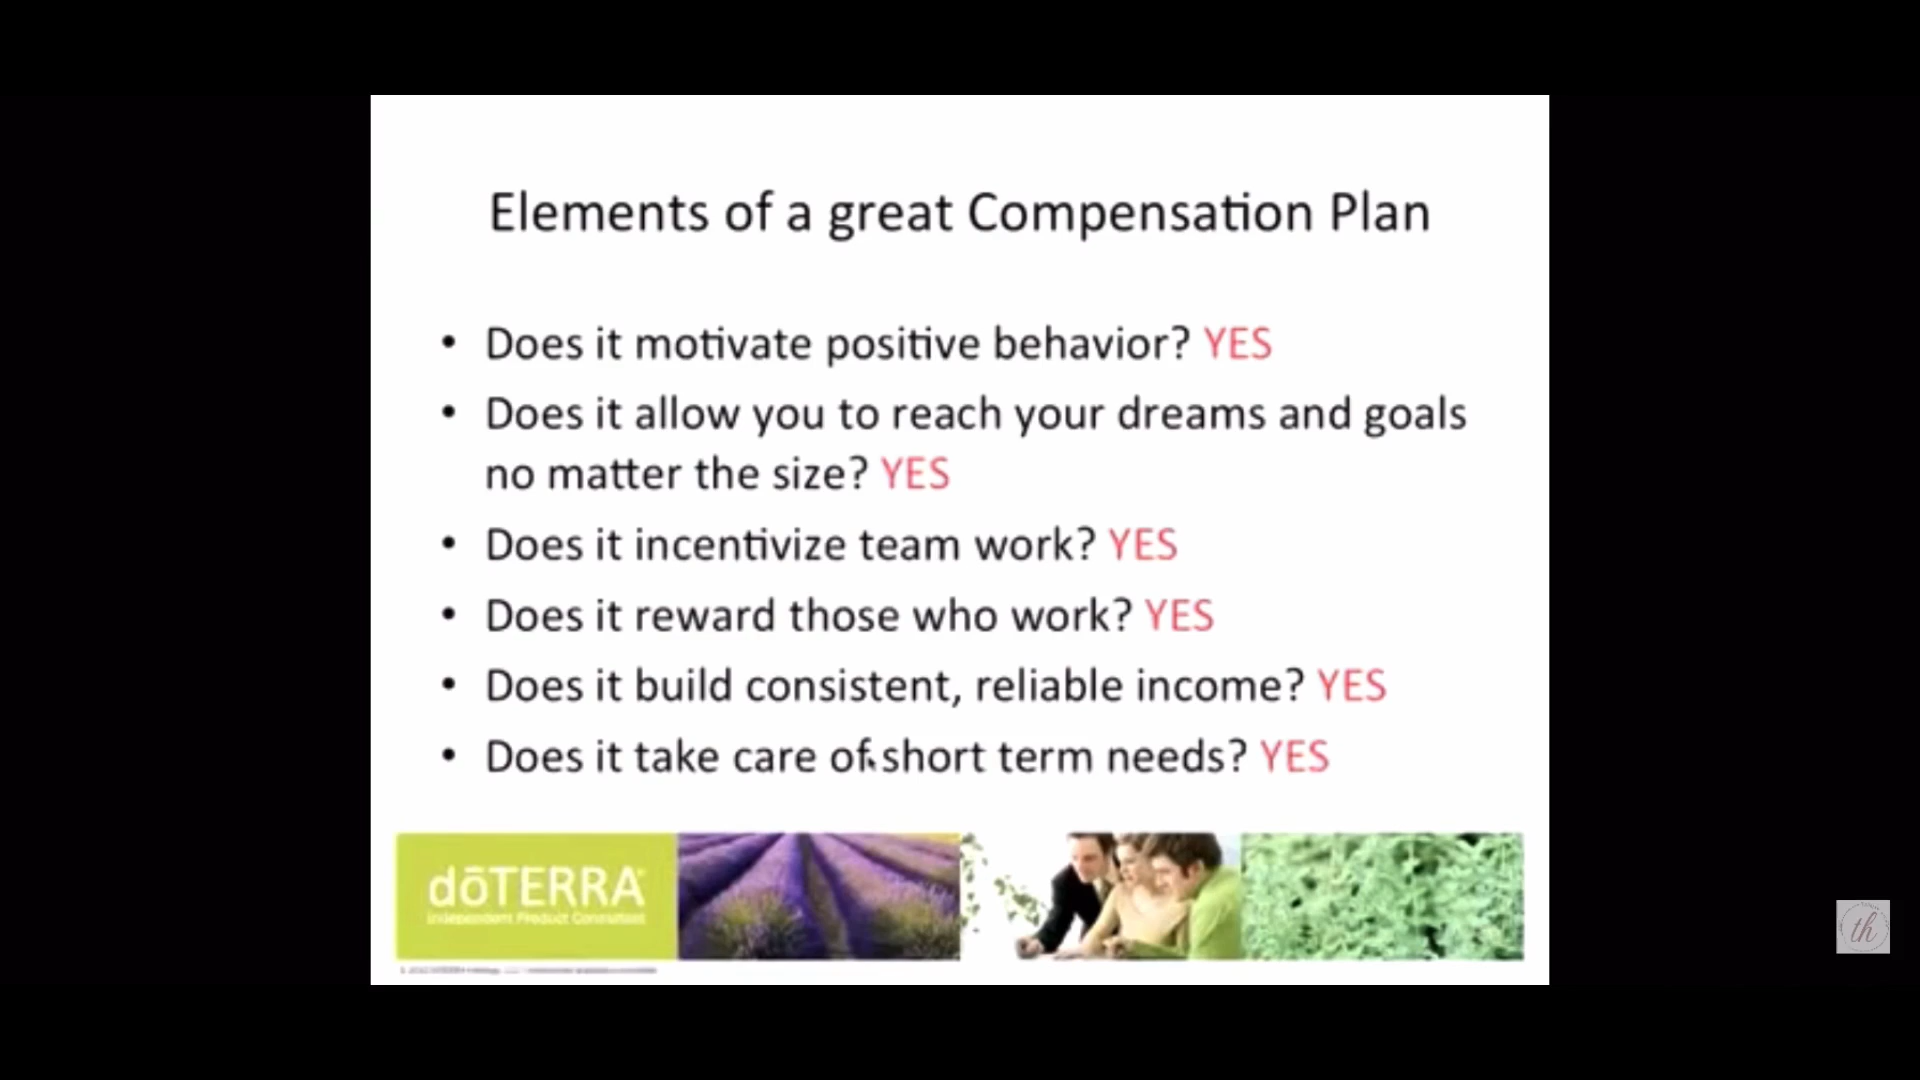 Elements of a great Compensation Plan
• Does it motivate positive behavior? YES
• Does it allow you to reach your dreams and goals
no matter the size? YES
• Does it incentivize team work? YES
• Does it reward those who work? YES
• Does it build consistent, reliable income? YES
• Does it take care of short term needs? YES
dōTERRA
Independent Product Consultant
th